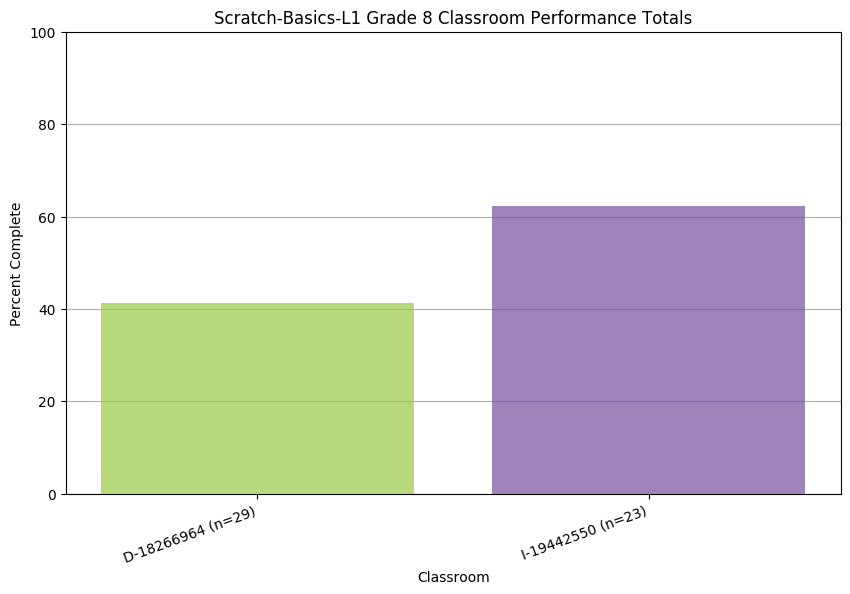 Scratch-Basics-L1 Grade 8 Classroom Performance Totals
100
80
60
40
20
0
Percent Complete
D-18266964 (n=29)
I-19442550 (n=23)
Classroom